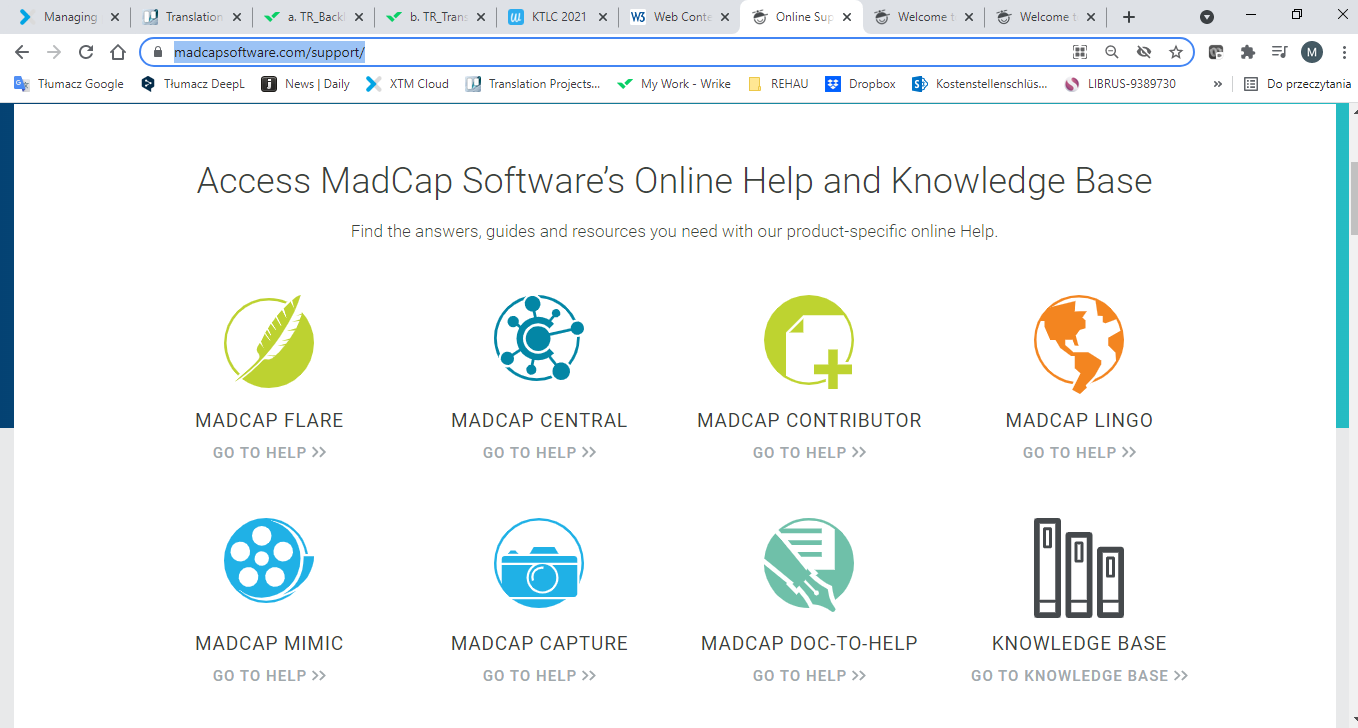 Managing
Translation
a. TR_Backl
b. TR_Trans
KTLC 2021
W3
Web Conte
Online Sup
Welcome t
Welcome t
madcapsoftware.com/support/
M
Tłumacz Google
Tłumacz DeepL
News | Daily
XTM Cloud
Translation Projects...
My Work - Wrike
REHAU
Dropbox
Kostenstellenschlüs...
LIBRUS-9389730
»
Do przeczytania
Access MadCap Software’s Online Help and Knowledge Base
Find the answers, guides and resources you need with our product-specific online Help.
MADCAP FLARE
MADCAP CENTRAL
MADCAP CONTRIBUTOR
MADCAP LINGO
GO TO HELP >>
GO TO HELP >>
GO TO HELP >>
GO TO HELP >>
MADCAP MIMIC
MADCAP CAPTURE
MADCAP DOC-TO-HELP
KNOWLEDGE BASE
GO TO HELP >>
GO TO HELP >>
GO TO HELP >>
GO TO KNOWLEDGE BASE >>